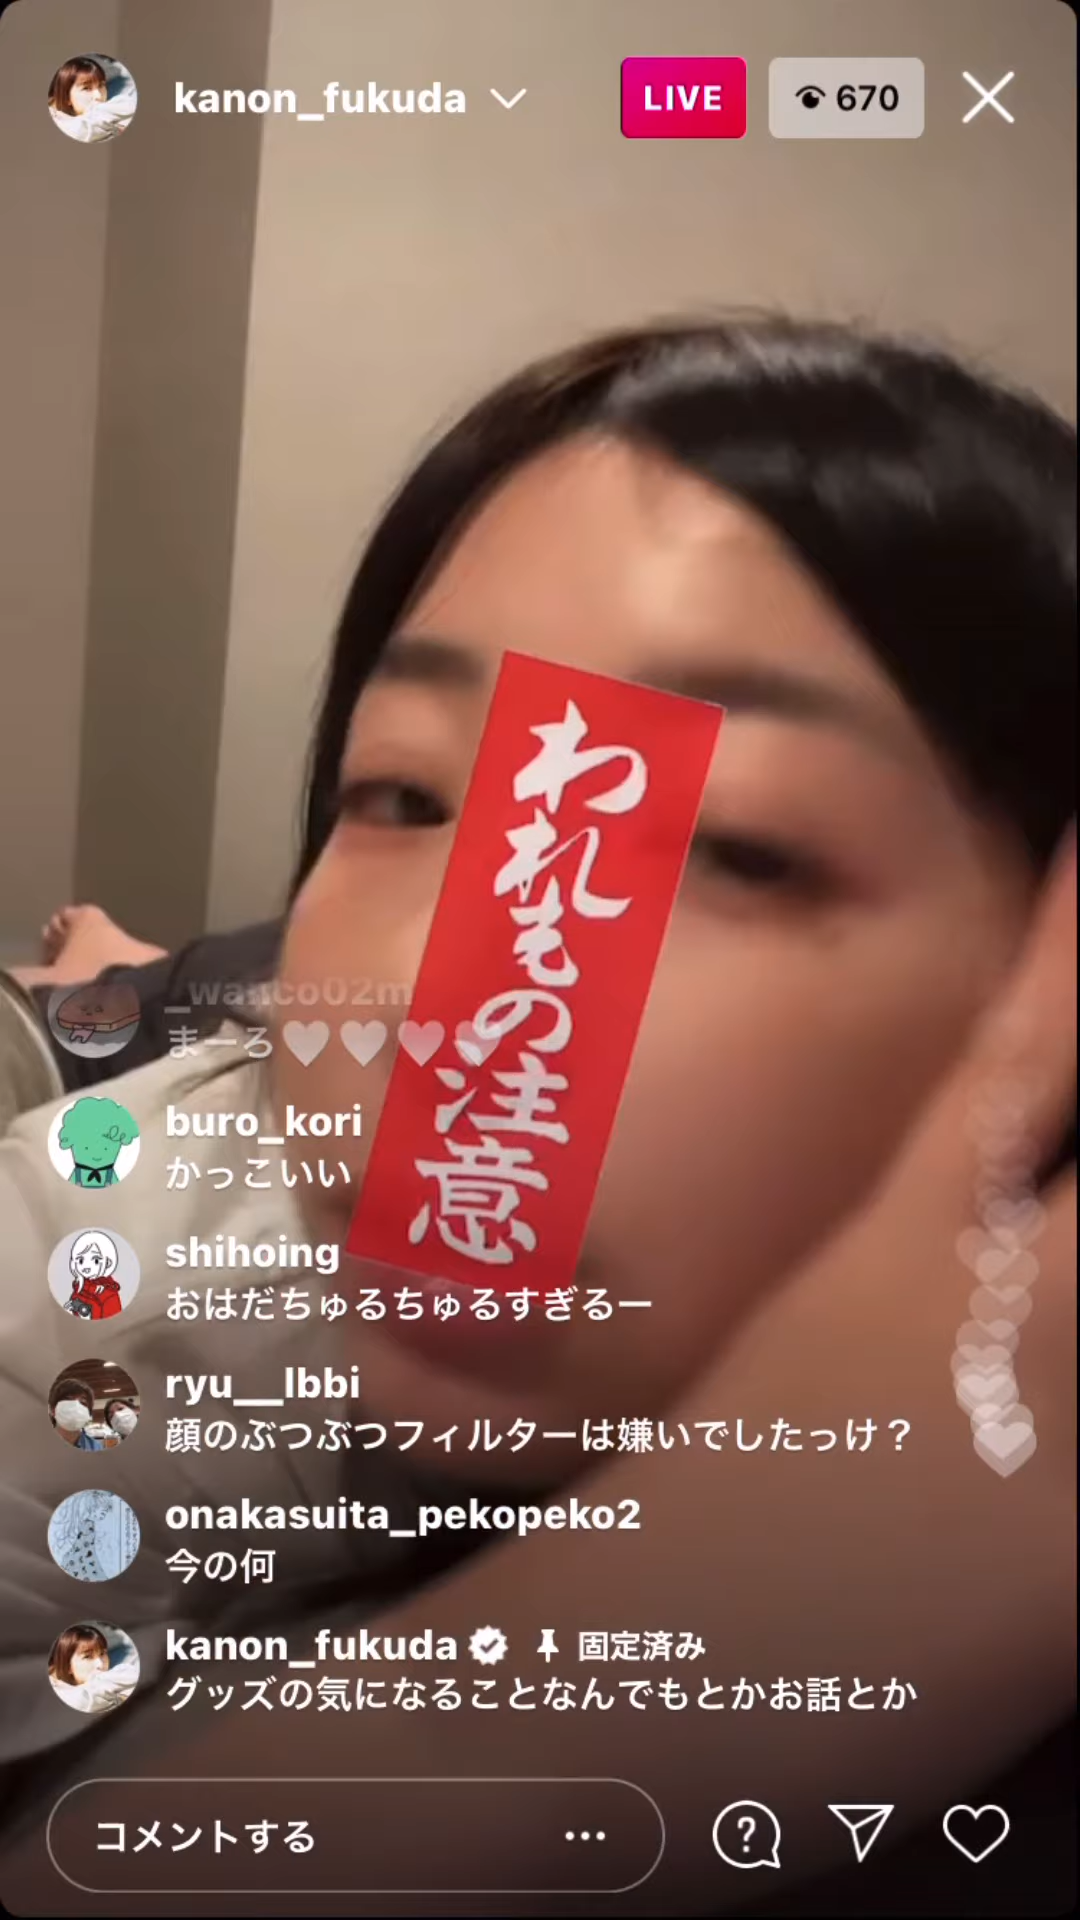 kanon_fukuda
LIVE
670
われもの注意
_wanco02m
まーろ🤍🤍🤍🤍
buro_kori
かっこいい
shihoing
おはだちゅるちゅるすぎるー
ryu__lbbi
顔のぶつぶつフィルターは嫌いでしたっけ？
onakasuita_pekopeko2
今の何
kanon_fukuda 固定済み
グッズの気になることなんでもとかお話とか
コメントする ...